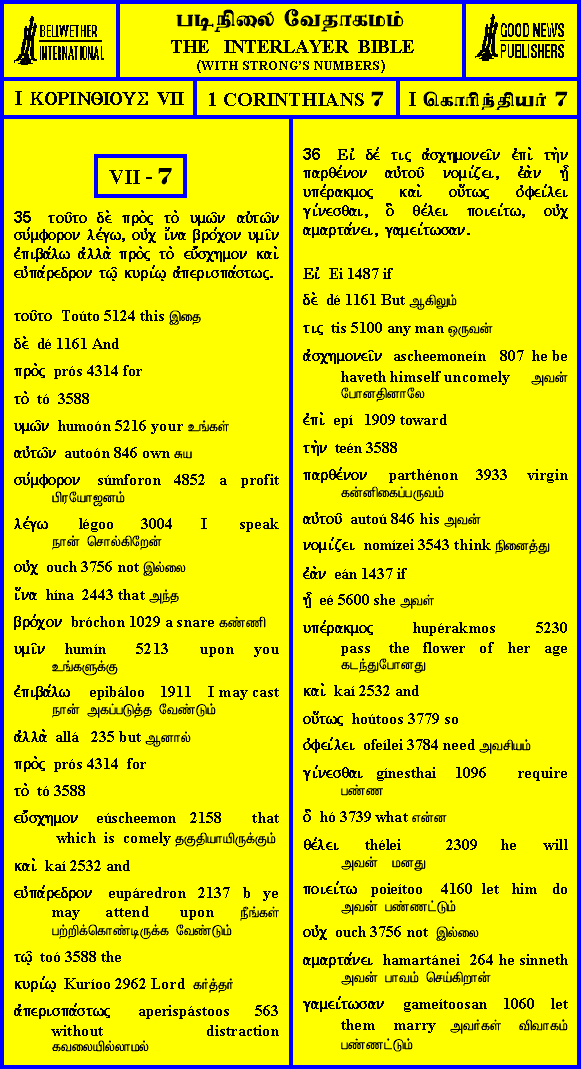 BELLWETHER
INTERNATIONAL
படிநிலை வேதாகமம்
THE INTERLAYER BIBLE
(WITH STRONG'S NUMBERS)
GOOD NEWS
PUBLISHERS
I ΚΟΡΙΝΘΙΟΥΣ VII
1 CORINTHIANS 7
I கொரிந்தியர் 7
VII - 7
35 τοῦτο δὲ πρὸς τὸ υμῶν αὐτῶν
σύμφορον λέγω, οὐχ ἵνα βρόχον υμῖν
ἐπιβάλω ἀλλὰ πρὸς τὸ εὔσχημον καὶ
εὐπάρεδρον τῶ κυρίῳ ἀπερισπάστως.
τοῦτο Toúto 5124 this இதை
δὲ dé 1161 And
πρὸς prós 4314 for
τὸ tó 3588
υμῶν humoón 5216 your உங்கள்
αὐτῶν autoón 846 own சுய
σύμφορον súmforon 4852 a profit
பிரயோஜனம்
λέγω légoo 3004 I speak
நான் சொல்கிறேன்
οὐχ ouch 3756 not இல்லை
ἵνα hína 2443 that அந்த
βρόχον bróchon 1029 a snare கண்ணி
υμῖν humín 5213 upon you
உங்களுக்கு
ἐπιβάλω epibáloo 1911 I may cast
நான் அகப்படுத்த வேண்டும்
ἀλλὰ allá 235 but ஆனால்
πρὸς prós 4314 for
τὸ tó 3588
εὔσχημον eúscheemon 2158 that
which is comely தகுதியாயிருக்கும்
καὶ kaí 2532 and
εὐπάρεδρον eupáredron 2137 b ye
may attend upon நீங்கள்
பற்றிக்கொண்டிருக்க வேண்டும்
τῶ toó 3588 the
κυρίῳ Kuríoo 2962 Lord கர்த்தர்
ἀπερισπάστως aperispástoos 563
without distraction
கவலையில்லாமல்
36 Εἰ δέ τις ἀσχημονεῖν ἐπὶ τὴν
παρθένον αὐτοῦ νομίζει, ἐὰν ᾖ
υπέρακμος καὶ οὕτως ὀφείλει
γίνεσθαι, ὃ θέλει ποιείτω, οὐχ
αμαρτάνει, γαμείτωσαν.
Εἰ Ei 1487 if
δὲ dé 1161 But ஆகிலும்
τις tis 5100 any man ஒருவன்
ἀσχημονεῖν ascheemoneín 807 he be
haveth himself uncomely அவன்
போனதினாலே
ἐπὶ epí 1909 toward
τὴν teén 3588
παρθένον parthénon 3933 virgin
கன்னிகைப்பருவம்
αὐτοῦ autoú 846 his அவன்
νομίζει nomízei 3543 think நினைத்து
ἐὰν eán 1437 if
ᾖ eé 5600 she அவள்
υπέρακμος hupérakmos 5230
pass the flower of her age
கடந்துபோனது
καὶ kaí 2532 and
οὕτως hoútoos 3779 so
ὀφείλει ofeílei 3784 need அவசியம்
γίνεσθαι gínesthai 1096 require
பண்ண
ὃ hó 3739 what என்ன
θέλει thélei 2309 he will
அவன் மனது
ποιείτω poieítoo 4160 let him do
அவன் பண்ணட்டும்
οὐχ ouch 3756 not இல்லை
αμαρτάνει hamartánei 264 he sinneth
அவன் பாவம் செய்கிறான்
γαμείτωσαν gameítoosan 1060 let
them marry அவர்கள் விவாகம்
பண்ணட்டும்